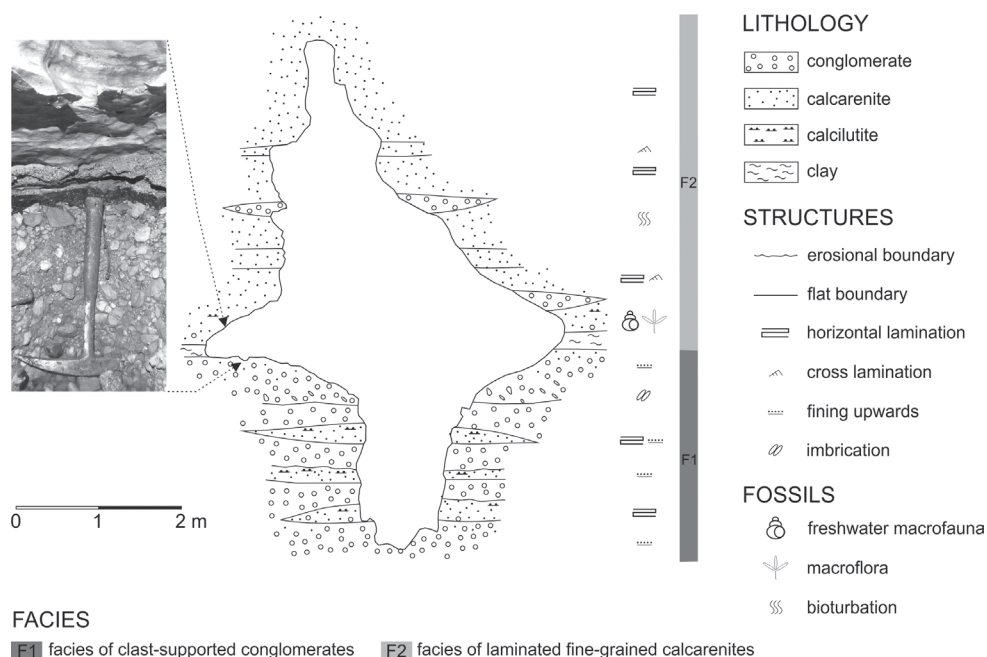 LITHOLOGY
conglomerate
calcarenite
calcilutite
clay
STRUCTURES
erosional boundary
flat boundary
horizontal lamination
cross lamination
fining upwards
imbrication
FOSSILS
freshwater macrofauna
macroflora
bioturbation
F2
F1
0 1 2 m
FACIES
F1 facies of clast-supported conglomerates F2 facies of laminated fine-grained calcarenites